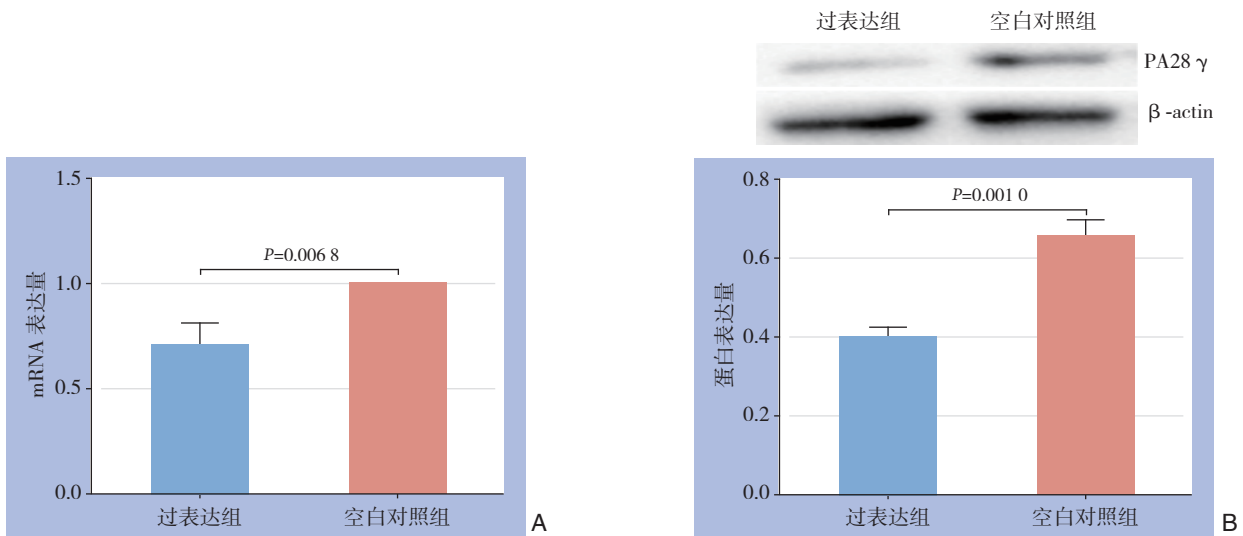 过表达组 空白对照组
PA28 γ
β-actin
1.5
1.0
0.5
0.0
mRNA 表达量
P=0.006 8
过表达组 空白对照组
A
0.8
0.6
0.4
0.2
0.0
蛋白表达量
P=0.001 0
过表达组 空白对照组
B